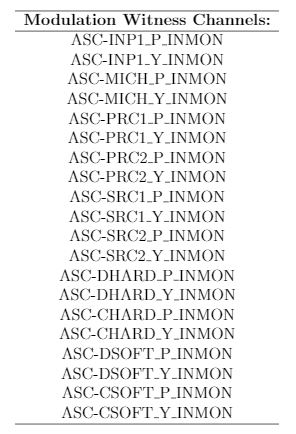 Modulation Witness Channels:
ASC-INP1_P_INMON
ASC-INP1_Y_INMON
ASC-MICH_P_INMON
ASC-MICH_Y_INMON
ASC-PRC1_P_INMON
ASC-PRC1_Y_INMON
ASC-PRC2_P_INMON
ASC-PRC2_Y_INMON
ASC-SRC1_P_INMON
ASC-SRC1_Y_INMON
ASC-SRC2_P_INMON
ASC-SRC2_Y_INMON
ASC-DHARD_P_INMON
ASC-DHARD_Y_INMON
ASC-CHARD_P_INMON
ASC-CHARD_Y_INMON
ASC-DSOFT_P_INMON
ASC-DSOFT_Y_INMON
ASC-CSOFT_P_INMON
ASC-CSOFT_Y_INMON